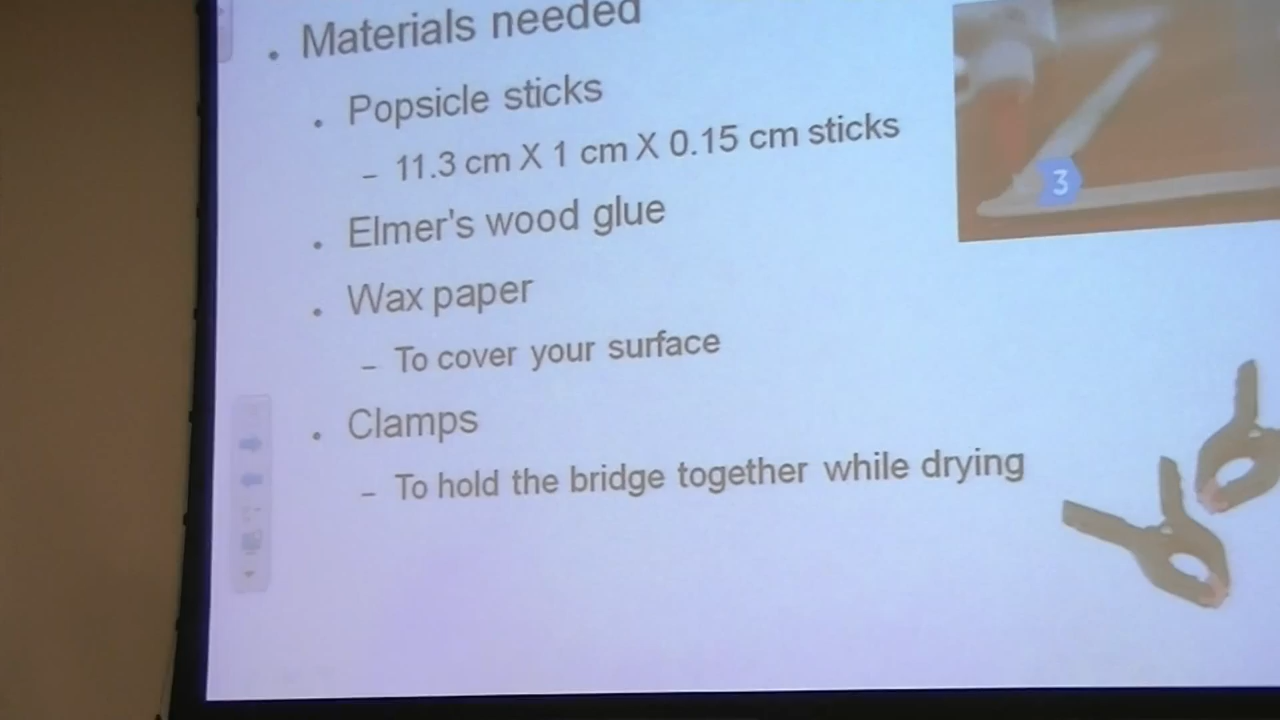 Materials needed
Popsicle sticks
- 11.3 cm X 1 cm X 0.15 cm sticks
Elmer's wood glue
Wax paper
- To cover your surface
Clamps
- To hold the bridge together while drying
3